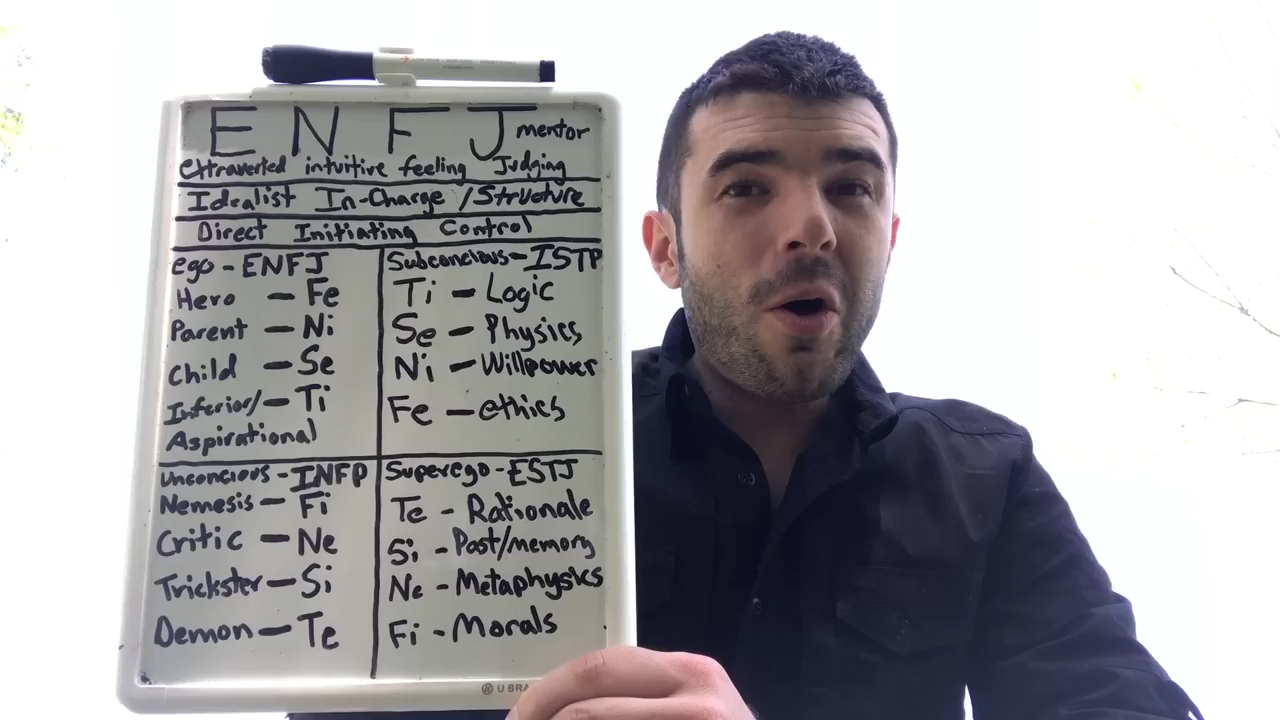 ENFJ mentor
extraverted intuitive feeling Judging
Idealist In-Charge /Structure
Direct Initiating Control
ego - ENFJ
Hero - Fe
Parent - Ni
Child - Se
Inferior/ - Ti
Aspirational
Subconcious - ISTP
Ti - Logic
Se - Physics
Ni - Willpower
Fe - ethics
Unconcious - INFP
Nemesis - Fi
Critic - Ne
Trickster - Si
Demon - Te
Superego - ESTJ
Te - Rationale
Si - Past/memory
Ne - Metaphysics
Fi - Morals
U BRA